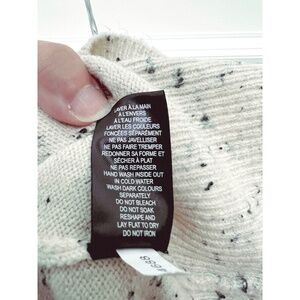 LAVER À LA MAIN
À L'ENVERS
À L'EAU FROIDE
LAVER LES COULEURS
FONCÉES SÉPARÉMENT
NE PAS JAVELLISER
NE PAS FAIRE TREMPER
REDONNER SA FORME ET
SÉCHER À PLAT
NE PAS REPASSER
HAND WASH INSIDE OUT
IN COLD WATER
WASH DARK COLOURS
SEPARATELY
DO NOT BLEACH
DO NOT SOAK
RESHAPE AND
LAY FLAT TO DRY
DO NOT IRON